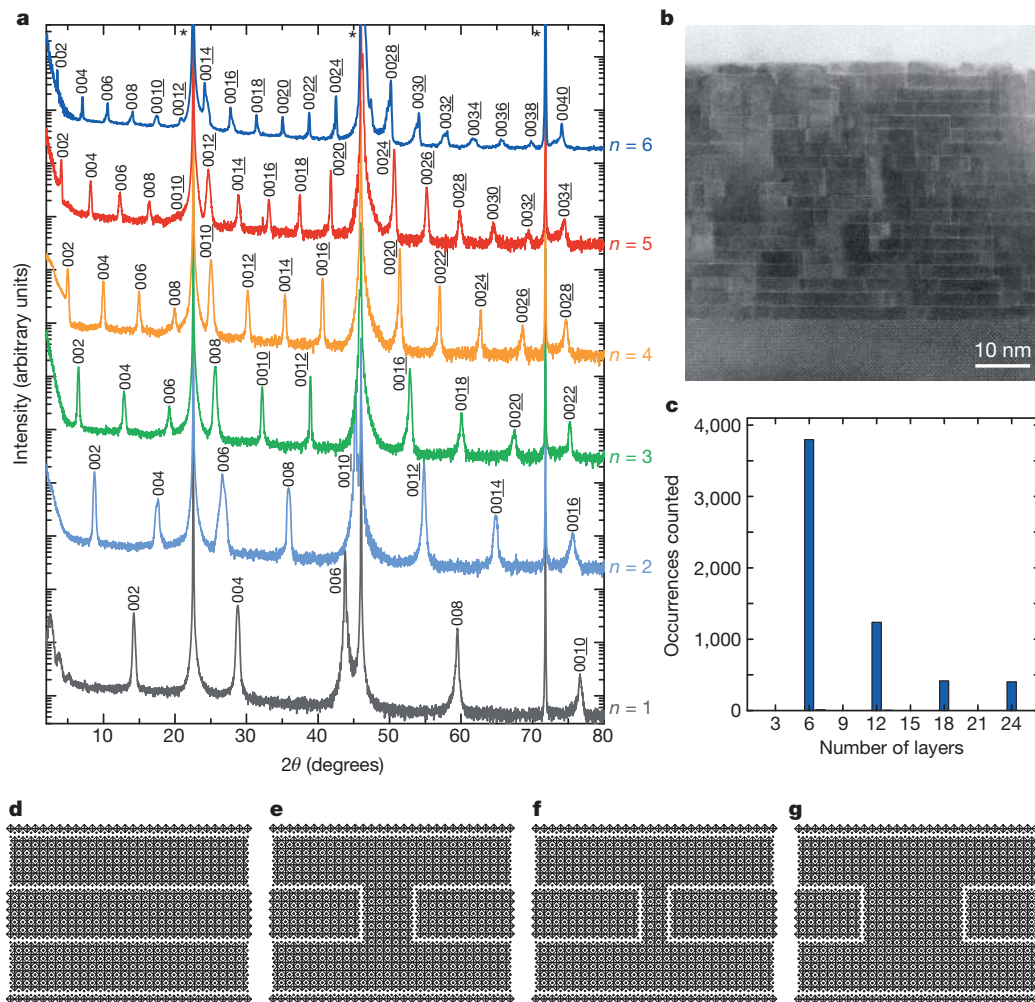 a
Intensity (arbitrary units)
* * *
002 004 006 008 0010 0012 0014 0016 0018 0020 0022 0024 0028 0030 0032 0034 0036 0038 0040
n = 6
002 004 006 008 0010 0012 0014 0016 0018 0020 0024 0026 0028 0030 0032 0034
n = 5
002 004 006 008 0010 0012 0014 0016 0020 0022 0024 0026 0028
n = 4
002 004 006 008 0010 0012 0016 0018 0020 0022
n = 3
002 004 006 008 0010 0012 0014 0016
n = 2
002 004 006 008 0010
n = 1
10 20 30 40 50 60 70 80
2θ (degrees)
b
10 nm
c
Occurrences counted
4,000
3,000
2,000
1,000
0
3 6 9 12 15 18 21 24
Number of layers
d e f g